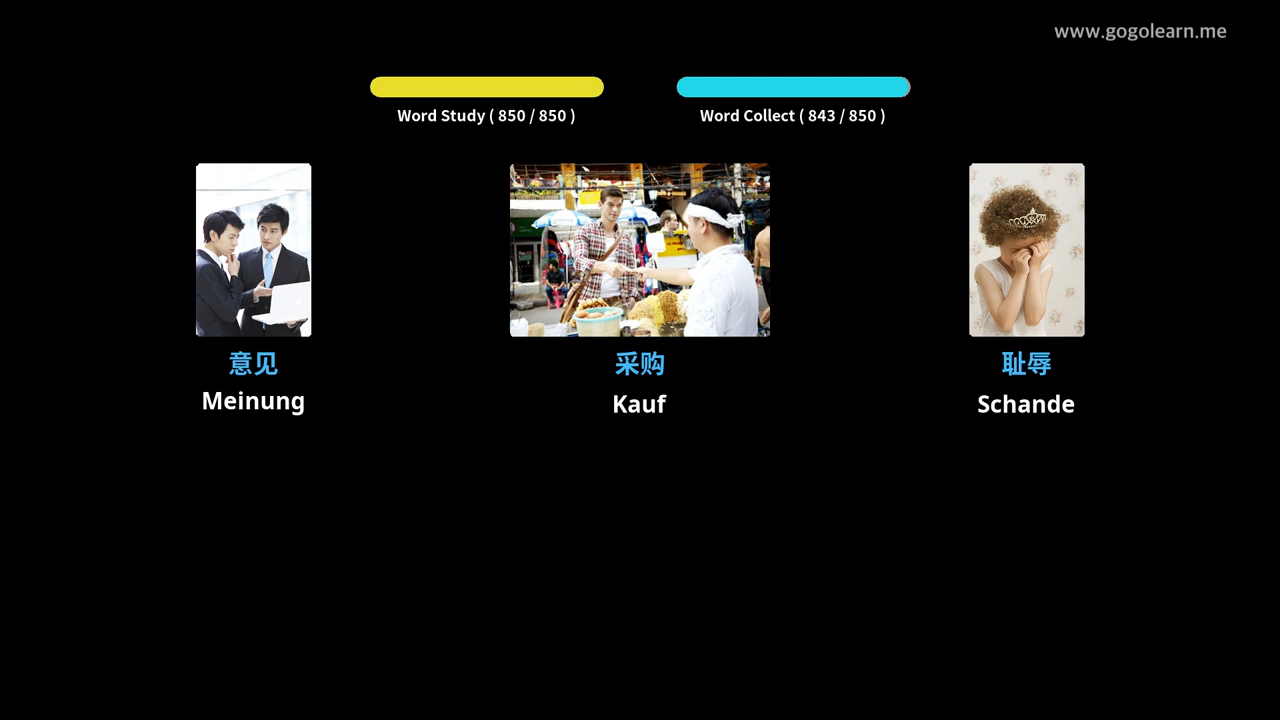 www.gogolearn.me
Word Study ( 850 / 850 )
Word Collect ( 843 / 850 )
意见
采购
耻辱
Meinung
Kauf
Schande